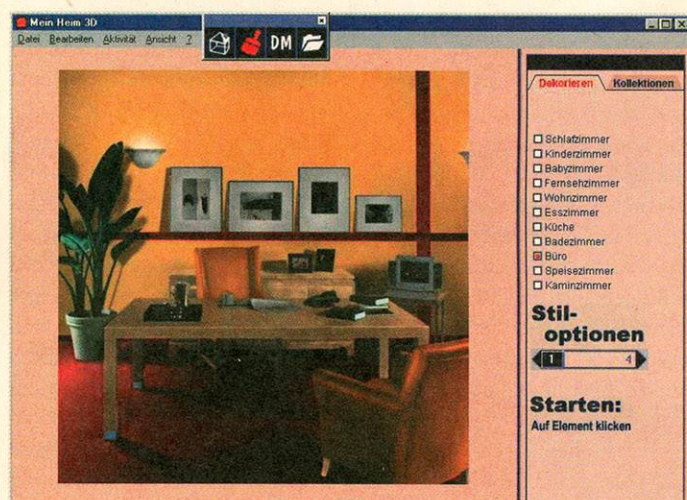 Mein Heim 3D
Datei Bearbeiten Aktivität Ansicht ?
DM
Dekorieren Kollektionen
Schlafzimmer
Kinderzimmer
Babyzimmer
Fernsehzimmer
Wohnzimmer
Esszimmer
Küche
Badezimmer
Büro
Speisezimmer
Kaminzimmer
Stil-
optionen
1 4
Starten:
Auf Element klicken